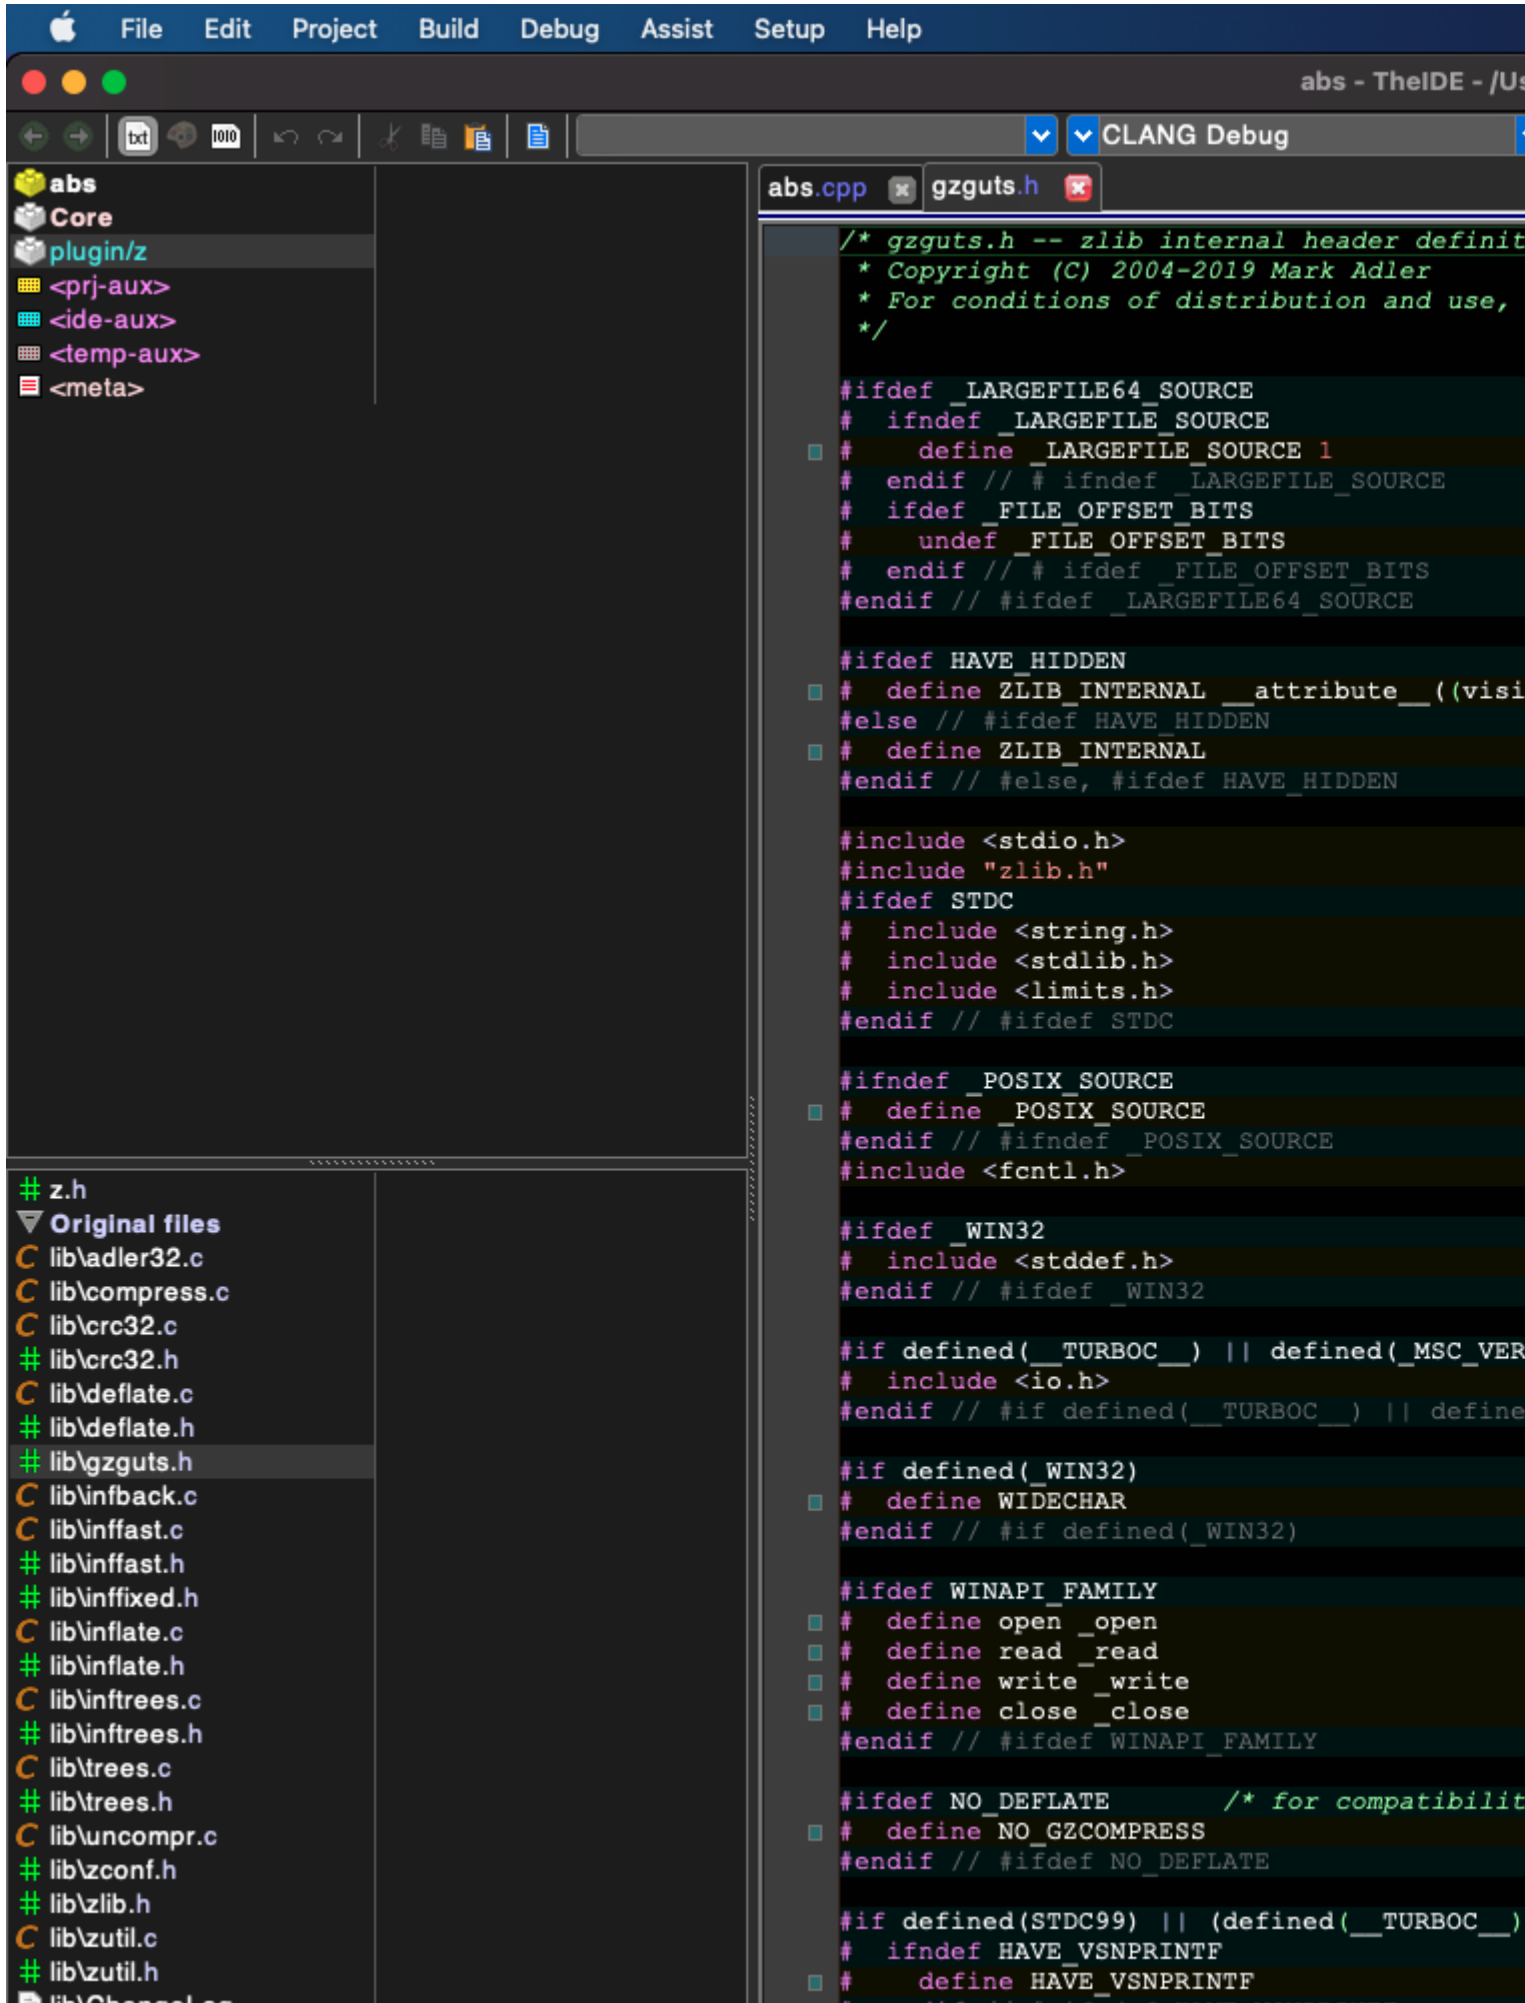 File Edit Project Build Debug Assist Setup Help
abs - TheIDE - /Us
txt 1010 CLANG Debug
abs
Core
plugin/z
<prj-aux>
<ide-aux>
<temp-aux>
<meta>
z.h
Original files
lib\adler32.c
lib\compress.c
lib\crc32.c
lib\crc32.h
lib\deflate.c
lib\deflate.h
lib\gzguts.h
lib\infback.c
lib\inffast.c
lib\inffast.h
lib\inffixed.h
lib\inflate.c
lib\inflate.h
lib\inftrees.c
lib\inftrees.h
lib\trees.c
lib\trees.h
lib\uncompr.c
lib\zconf.h
lib\zlib.h
lib\zutil.c
lib\zutil.h
lib\ChangeLog
abs.cpp gzguts.h
/* gzguts.h -- zlib internal header definit
 * Copyright (C) 2004-2019 Mark Adler
 * For conditions of distribution and use,
 */
#ifdef _LARGEFILE64_SOURCE
#  ifndef _LARGEFILE_SOURCE
#    define _LARGEFILE_SOURCE 1
#  endif // # ifndef _LARGEFILE_SOURCE
#  ifdef _FILE_OFFSET_BITS
#    undef _FILE_OFFSET_BITS
#  endif // # ifdef _FILE_OFFSET_BITS
#endif // #ifdef _LARGEFILE64_SOURCE
#ifdef HAVE_HIDDEN
#  define ZLIB_INTERNAL __attribute__((visi
#else // #ifdef HAVE_HIDDEN
#  define ZLIB_INTERNAL
#endif // #else, #ifdef HAVE_HIDDEN
#include <stdio.h>
#include "zlib.h"
#ifdef STDC
#  include <string.h>
#  include <stdlib.h>
#  include <limits.h>
#endif // #ifdef STDC
#ifndef _POSIX_SOURCE
#  define _POSIX_SOURCE
#endif // #ifndef _POSIX_SOURCE
#include <fcntl.h>
#ifdef _WIN32
#  include <stddef.h>
#endif // #ifdef _WIN32
#if defined(__TURBOC__) || defined(_MSC_VER
#  include <io.h>
#endif // #if defined(__TURBOC__) || define
#if defined(_WIN32)
#  define WIDECHAR
#endif // #if defined(_WIN32)
#ifdef WINAPI_FAMILY
#  define open _open
#  define read _read
#  define write _write
#  define close _close
#endif // #ifdef WINAPI_FAMILY
#ifdef NO_DEFLATE       /* for compatibilit
#  define NO_GZCOMPRESS
#endif // #ifdef NO_DEFLATE
#if defined(STDC99) || (defined(__TURBOC__)
#  ifndef HAVE_VSNPRINTF
#    define HAVE_VSNPRINTF